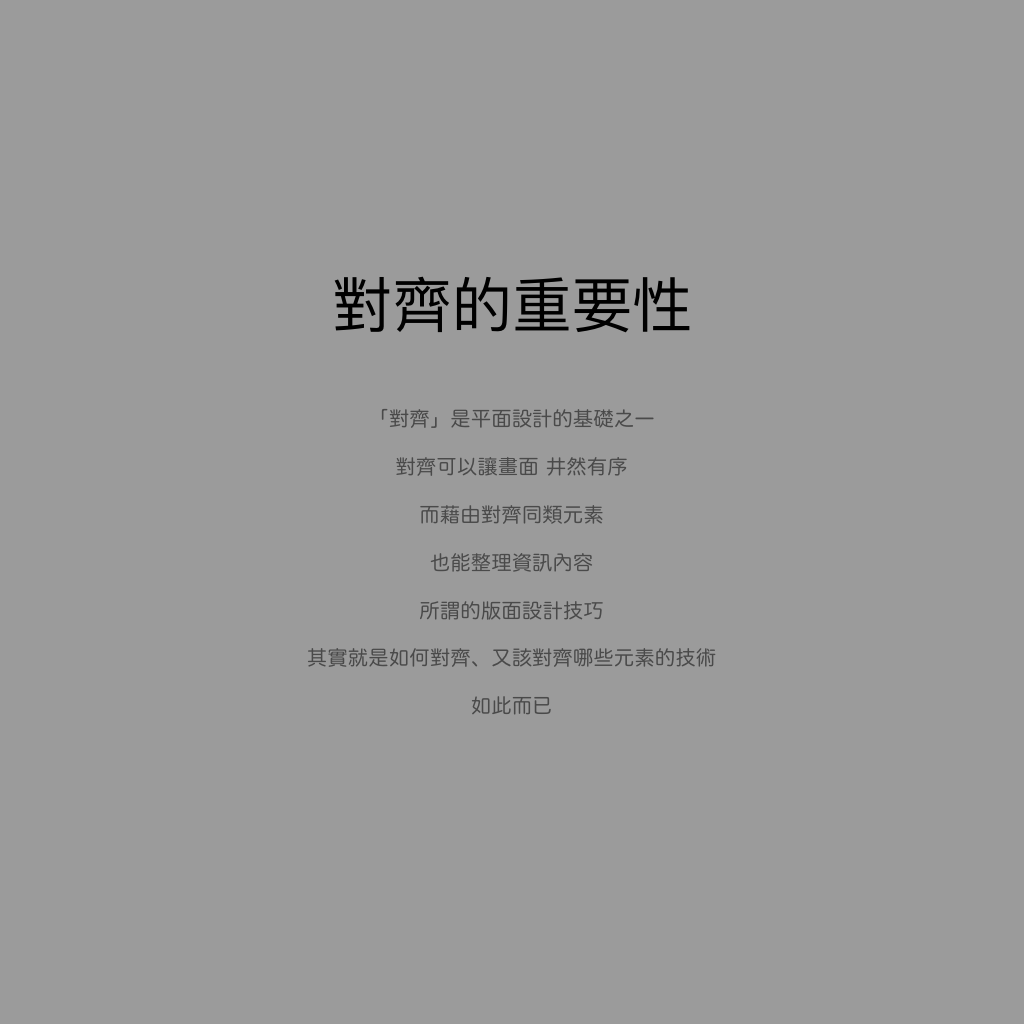 對齊的重要性
「對齊」是平面設計的基礎之一
對齊可以讓畫面 井然有序
而藉由對齊同類元素
也能整理資訊內容
所謂的版面設計技巧
其實就是如何對齊、又該對齊哪些元素的技術
如此而已